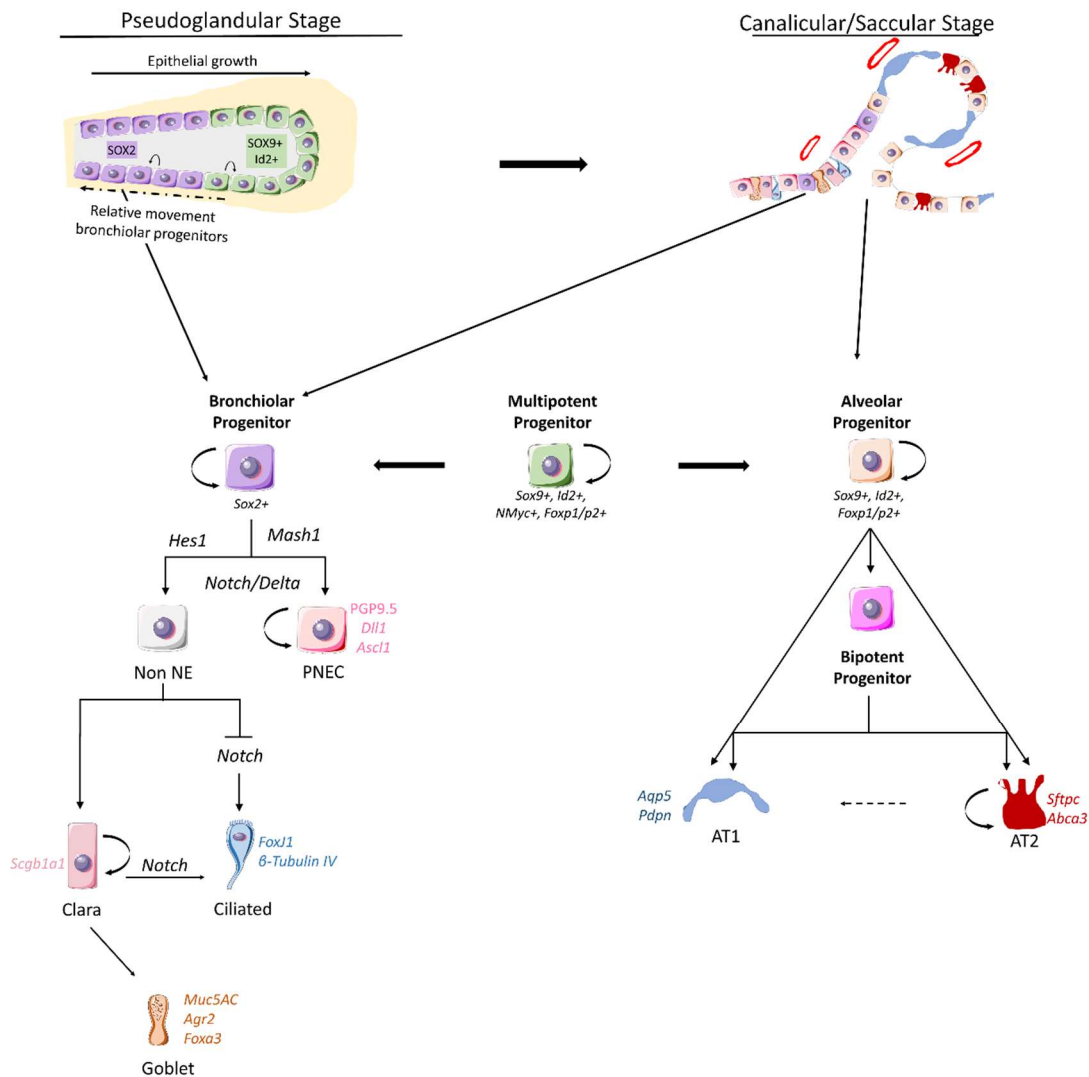 Pseudoglandular Stage
Canalicular/Saccular Stage
Epithelial growth
SOX2
SOX9+
Id2+
Relative movement
bronchiolar progenitors
Bronchiolar
Progenitor
Sox2+
Multipotent
Progenitor
Sox9+, Id2+,
NMyc+, Foxp1/p2+
Alveolar
Progenitor
Sox9+, Id2+,
Foxp1/p2+
Hes1
Mash1
Notch/Delta
Non NE
PGP9.5
Dll1
Ascl1
PNEC
Bipotent
Progenitor
Notch
Aqp5
Pdpn
AT1
Sftpc
Abca3
AT2
Scgb1a1
Clara
Notch
FoxJ1
β-Tubulin IV
Ciliated
Muc5AC
Agr2
Foxa3
Goblet